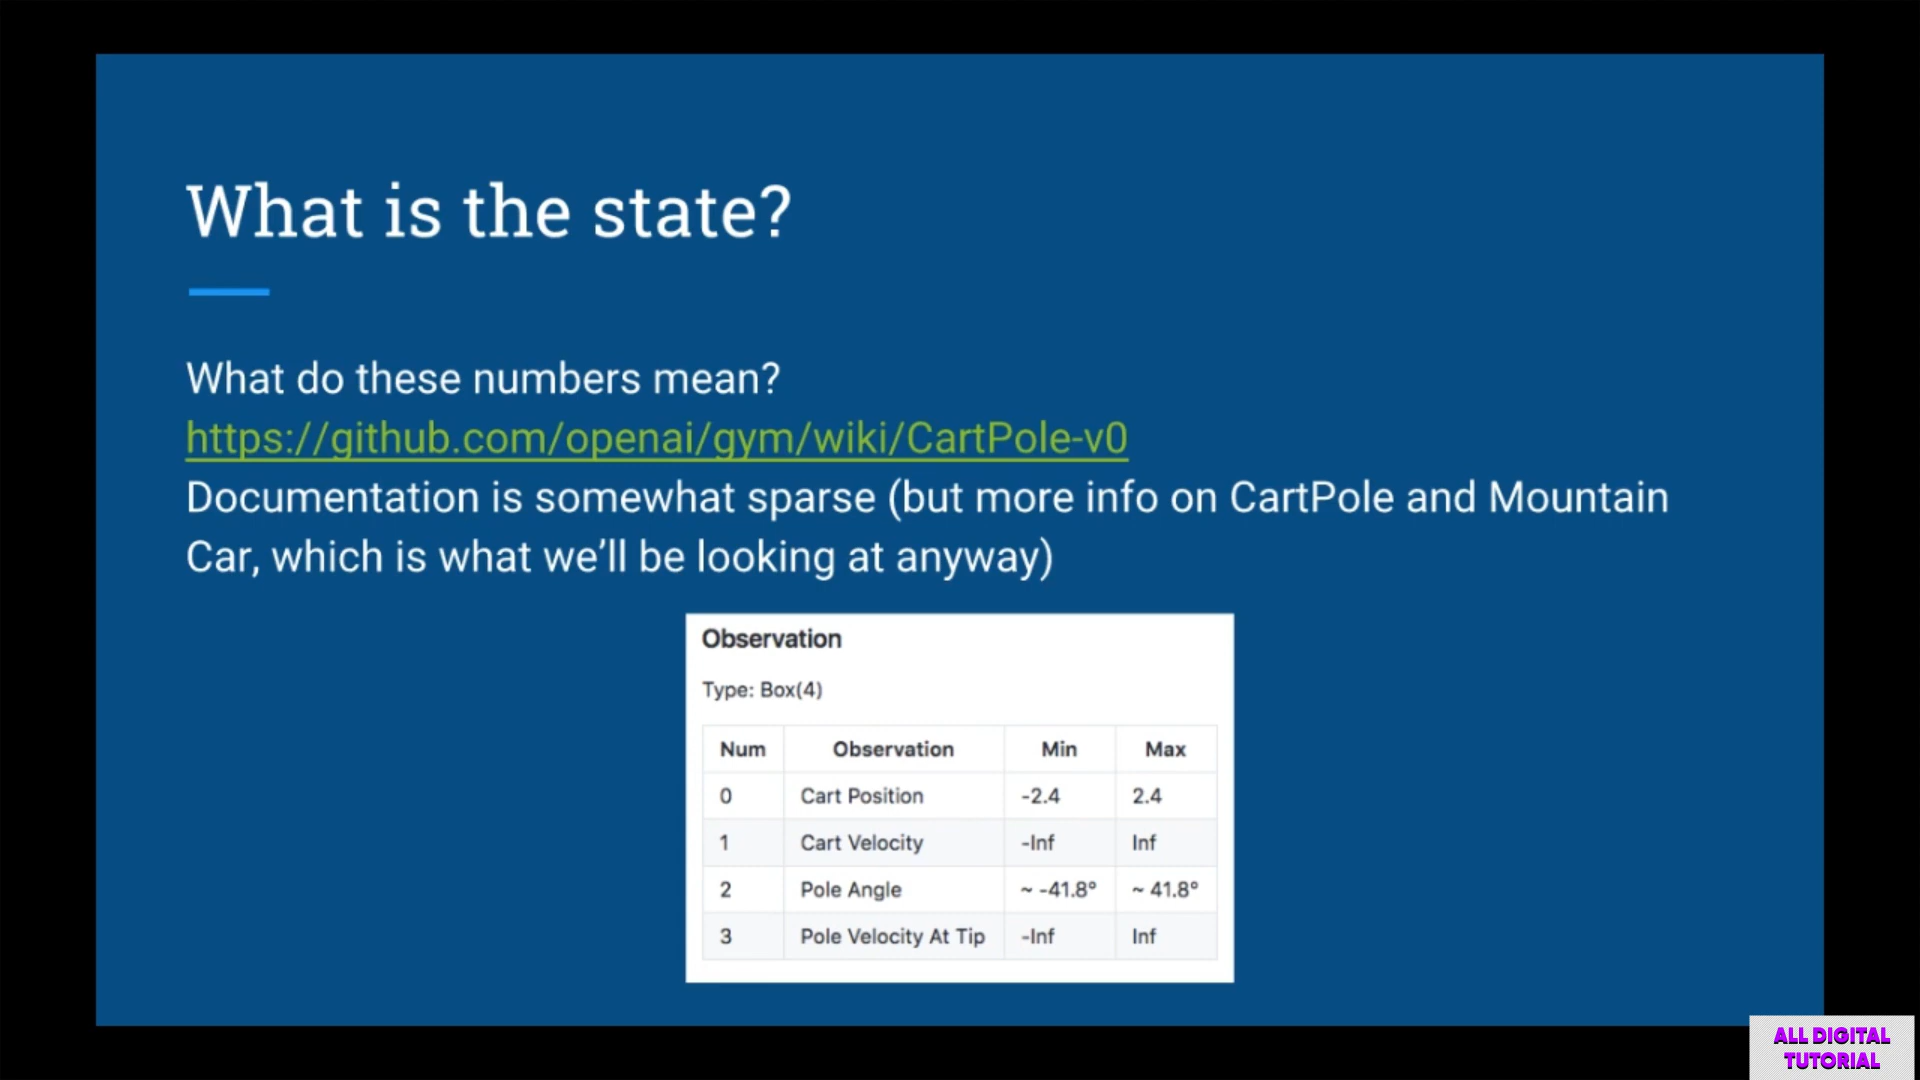 What is the state?
What do these numbers mean?
https://github.com/openai/gym/wiki/CartPole-v0
Documentation is somewhat sparse (but more info on CartPole and Mountain
Car, which is what we’ll be looking at anyway)
Observation
Type: Box(4)
Num Observation Min Max
0 Cart Position -2.4 2.4
1 Cart Velocity -Inf Inf
2 Pole Angle ~ -41.8° ~ 41.8°
3 Pole Velocity At Tip -Inf Inf
ALL DIGITAL
TUTORIAL